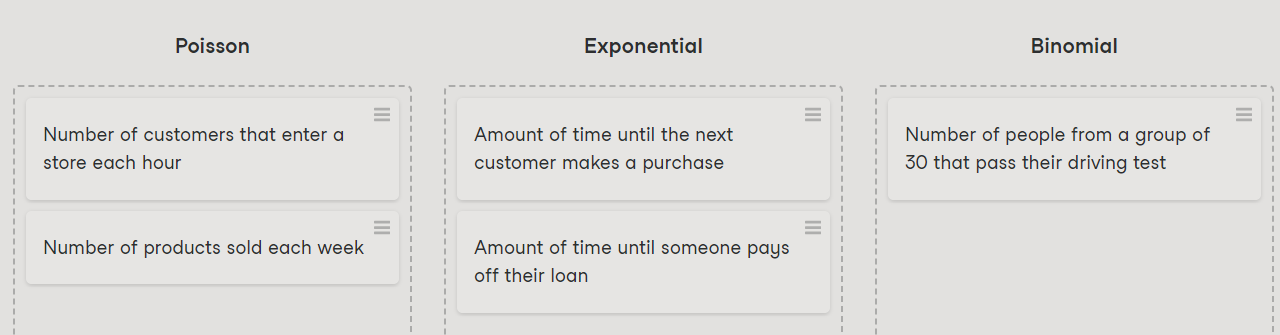 Poisson
Number of customers that enter a
store each hour
Number of products sold each week
Exponential
Amount of time until the next
customer makes a purchase
Amount of time until someone pays
off their loan
Binomial
Number of people from a group of
30 that pass their driving test